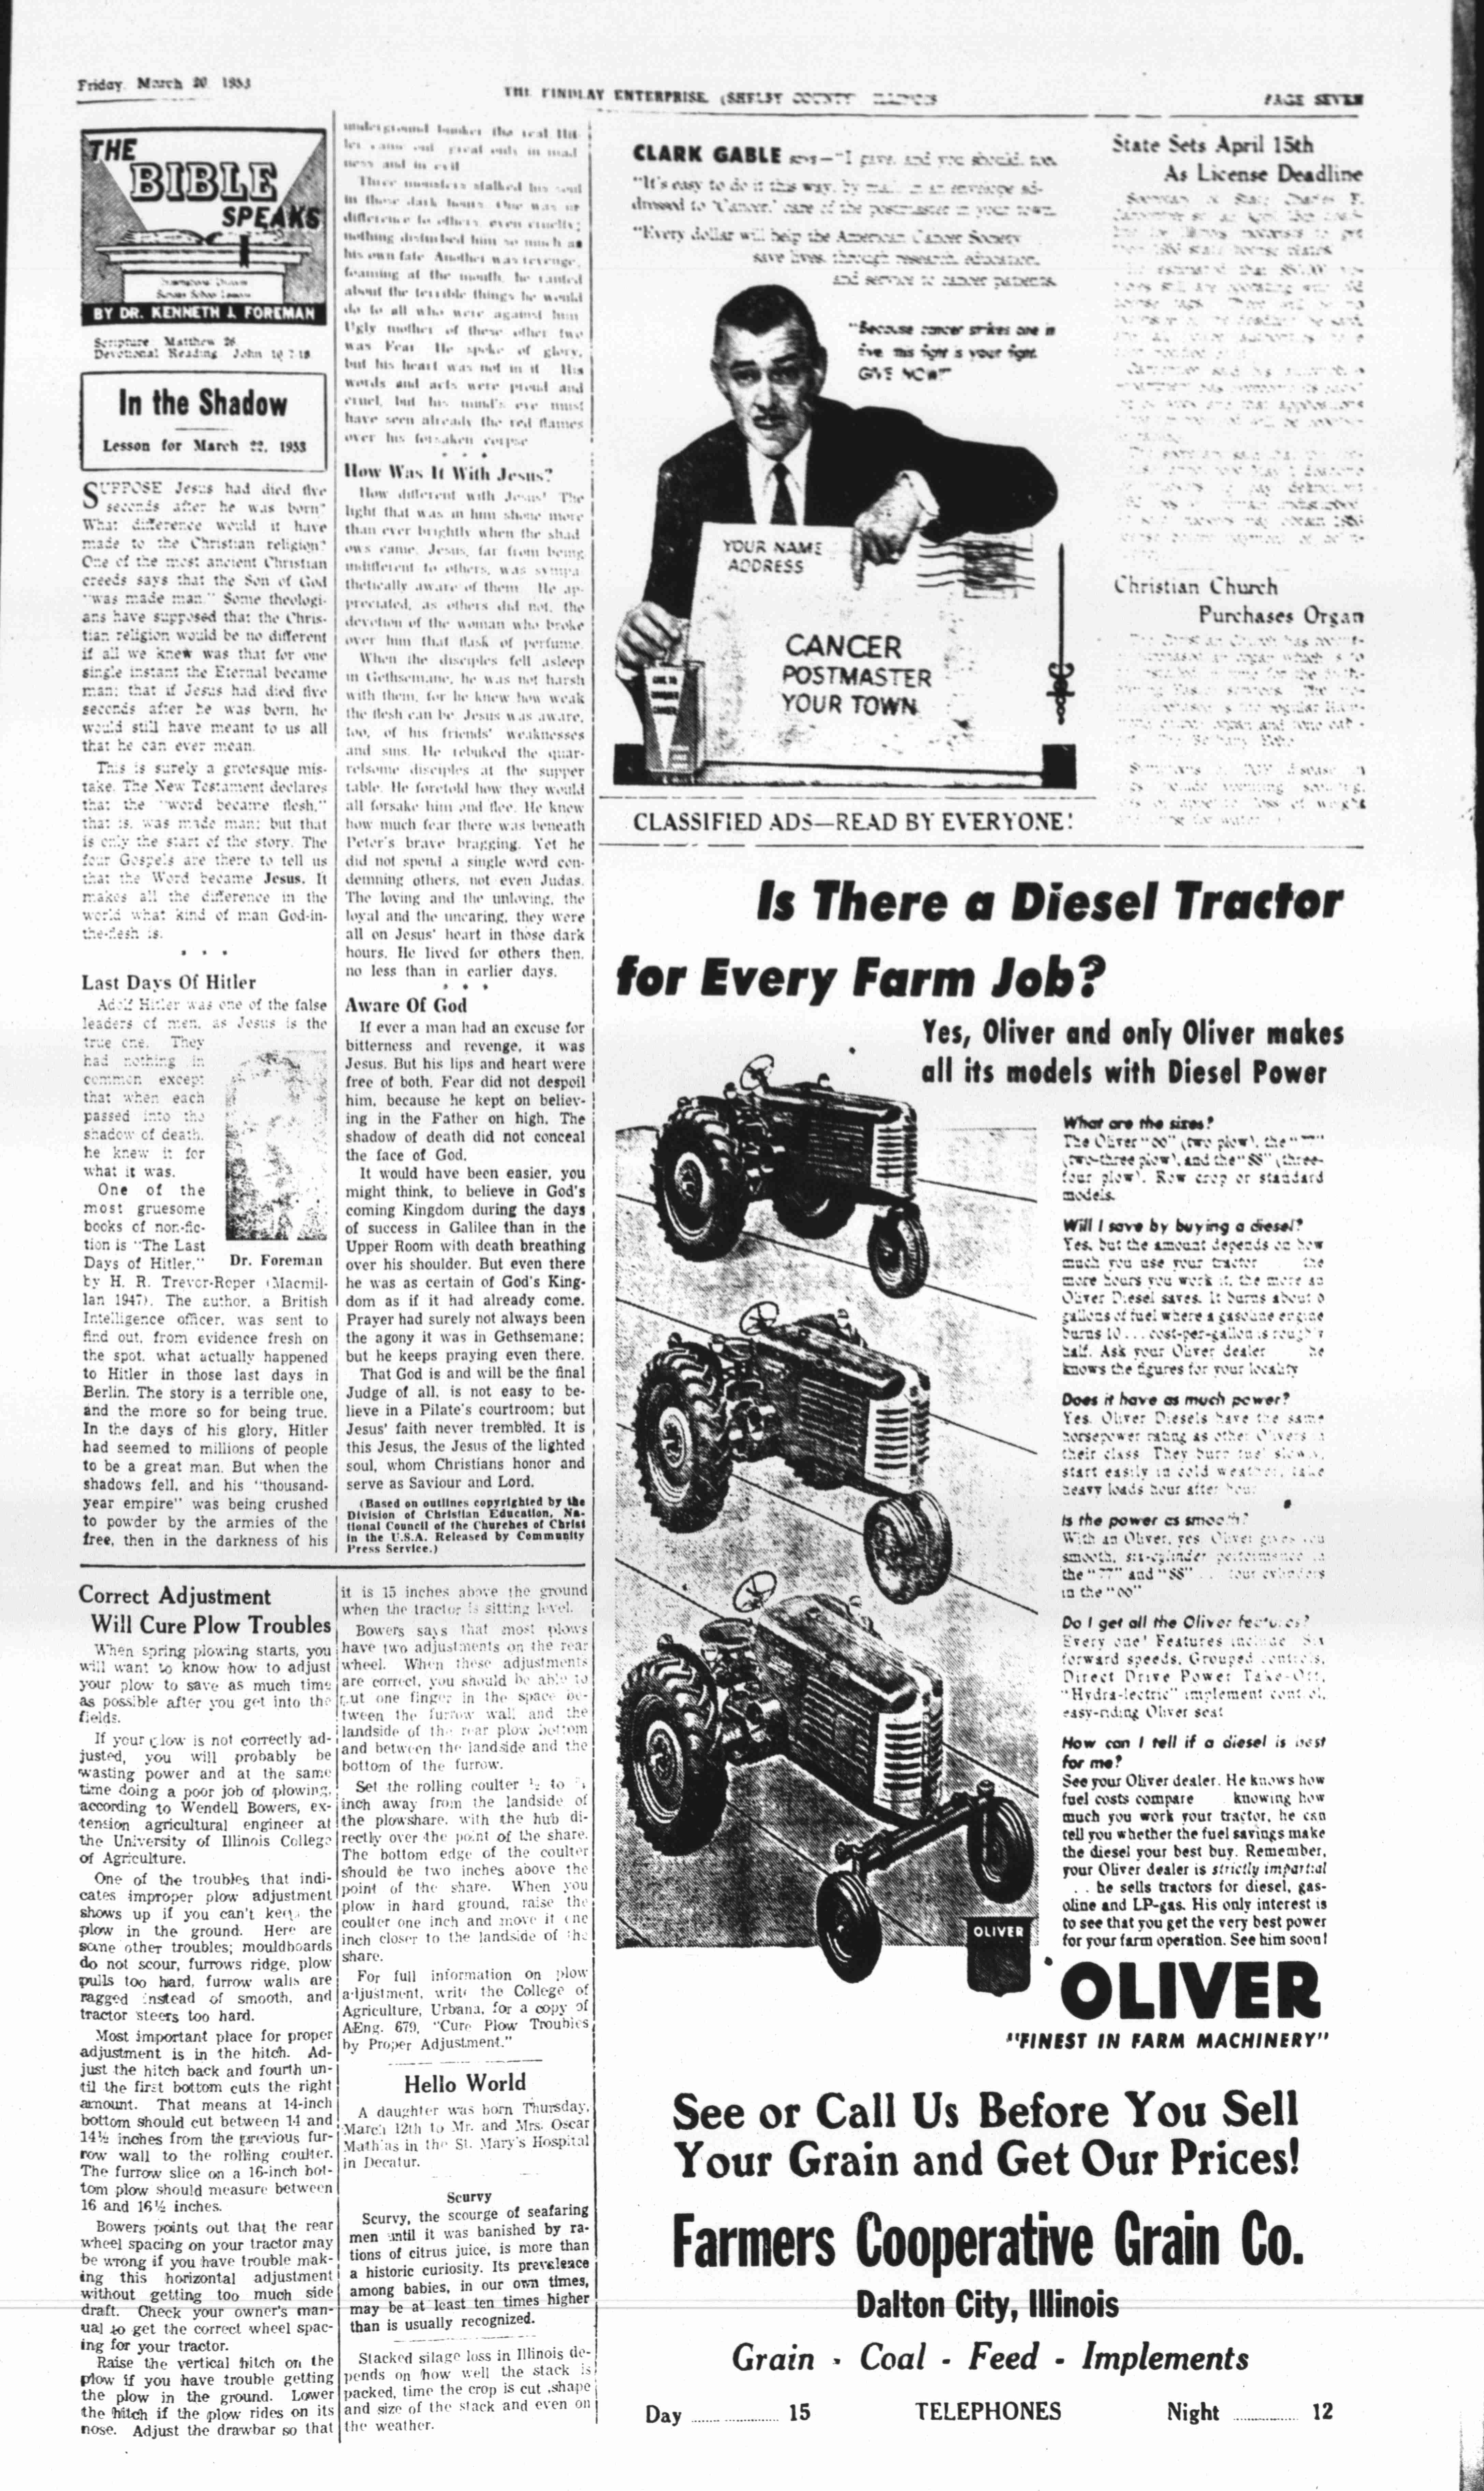 Friday March 20 1953
THE FINDLAY ENTERPRISE, (SHELBY COUNTY) ILLINOIS
PAGE SEVEN
THE
BIBLE
SPEAKS
BY DR. KENNETH J. FOREMAN
Scripture Matthew 26
Devotional Reading: John 10 7-18
In the Shadow
Lesson for March 22, 1953
SUPPOSE Jesus had died five
seconds after he was born?
What difference would it have
made to the Christian religion?
One of the most ancient Christian
creeds says that the Son of God
"was made man." Some theologi-
ans have supposed that the Chris-
tian religion would be no different
if all we knew was that for one
single instant the Eternal became
man; that if Jesus had died five
seconds after he was born, he
would still have meant to us all
that he can ever mean.
This is surely a grotesque mis-
take. The New Testament declares
that the "word became flesh,"
that is, was made man; but that
is only the start of the story. The
four Gospels are there to tell us
that the Word became Jesus. It
makes all the difference in the
world what kind of man God-in-
the-flesh is.
Last Days Of Hitler
Adolf Hitler was one of the false
leaders of men, as Jesus is the
true one. They
had nothing in
common except
that when each
passed into the
shadow of death,
he knew it for
what it was.
One of the
most gruesome
books of non-fic-
tion is "The Last
Days of Hitler,"
Dr. Foreman
by H. R. Trevor-Roper (Macmil-
lan 1947). The author, a British
Intelligence officer, was sent to
find out, from evidence fresh on
the spot, what actually happened
to Hitler in those last days in
Berlin. The story is a terrible one,
and the more so for being true.
In the days of his glory, Hitler
had seemed to millions of people
to be a great man. But when the
shadows fell, and his "thousand-
year empire" was being crushed
to powder by the armies of the
free, then in the darkness of his
underground bunker the real Hit-
ler came out great only in mad
ness and in evil
Three monsters stalked his soul
in those dark hours. One was in
difference to others, even cruelty;
nothing disturbed him so much as
his own fate Another was revenge,
foaming at the mouth, he ranted
about the terrible things he would
do to all who were against him
Ugly mother of these other two
was Fear He spoke of glory,
but his heart was not in it His
words and acts were proud and
cruel, but his mind's eye must
have seen already the red flames
over his forsaken corpse
How Was It With Jesus?
How different with Jesus! The
light that was in him shone more
than ever brightly when the shad
ows came. Jesus, far from being
indifferent to others, was sympa
thetically aware of them He ap-
preciated, as others did not, the
devotion of the woman who broke
over him that flask of perfume.
When the disciples fell asleep
in Gethsemane, he was not harsh
with them, for he knew how weak
the flesh can be. Jesus was aware,
too, of his friends' weaknesses
and sins. He rebuked the quar-
relsome disciples at the supper
table. He foretold how they would
all forsake him and flee. He knew
how much fear there was beneath
Peter's brave bragging. Yet he
did not spend a single word con-
demning others, not even Judas.
The loving and the unloving, the
loyal and the uncaring, they were
all on Jesus' heart in those dark
hours. He lived for others then,
no less than in earlier days.
Aware Of God
If ever a man had an excuse for
bitterness and revenge, it was
Jesus. But his lips and heart were
free of both. Fear did not despoil
him, because he kept on believ-
ing in the Father on high. The
shadow of death did not conceal
the face of God.
It would have been easier, you
might think, to believe in God's
coming Kingdom during the days
of success in Galilee than in the
Upper Room with death breathing
over his shoulder. But even there
he was as certain of God's King-
dom as if it had already come.
Prayer had surely not always been
the agony it was in Gethsemane;
but he keeps praying even there.
That God is and will be the final
Judge of all, is not easy to be-
lieve in a Pilate's courtroom; but
Jesus' faith never trembled. It is
this Jesus, the Jesus of the lighted
soul, whom Christians honor and
serve as Saviour and Lord.
(Based on outlines copyrighted by the
Division of Christian Education, Na-
tional Council of the Churches of Christ
in the U.S.A. Released by Community
Press Service.)
Correct Adjustment
Will Cure Plow Troubles
When spring plowing starts, you
will want to know how to adjust
your plow to save as much time
as possible after you get into the
fields.
If your plow is not correctly ad-
justed, you will probably be
wasting power and at the same
time doing a poor job of plowing,
according to Wendell Bowers, ex-
tension agricultural engineer at
the University of Illinois College
of Agriculture.
One of the troubles that indi-
cates improper plow adjustment
shows up if you can't keep the
plow in the ground. Here are
some other troubles; mouldboards
do not scour, furrows ridge, plow
pulls too hard, furrow walls are
ragged instead of smooth, and
tractor steers too hard.
Most important place for proper
adjustment is in the hitch. Ad-
just the hitch back and fourth un-
til the first bottom cuts the right
amount. That means at 14-inch
bottom should cut between 14 and
14½ inches from the previous fur-
row wall to the rolling coulter.
The furrow slice on a 16-inch bot-
tom plow should measure between
16 and 16½ inches.
Bowers points out that the rear
wheel spacing on your tractor may
be wrong if you have trouble mak-
ing this horizontal adjustment
without getting too much side
draft. Check your owner's man-
ual to get the correct wheel spac-
ing for your tractor.
Raise the vertical hitch on the
plow if you have trouble getting
the plow in the ground. Lower
the hitch if the plow rides on its
nose. Adjust the drawbar so that
it is 15 inches above the ground
when the tractor is sitting level.
Bowers says that most plows
have two adjustments on the rear
wheel. When these adjustments
are correct, you should be able to
put one finger in the space be-
tween the furrow wall and the
landside of the rear plow bottom
and between the landside and the
bottom of the furrow.
Set the rolling coulter ½ to
inch away from the landside of
the plowshare, with the hub di-
rectly over the point of the share.
The bottom edge of the coulter
should be two inches above the
point of the share. When you
plow in hard ground, raise the
coulter one inch and move it one
inch closer to the landside of the
share.
For full information on plow
adjustment, write the College of
Agriculture, Urbana, for a copy of
AEng. 679, "Cure Plow Troubles
by Proper Adjustment."
Hello World
A daughter was born Thursday,
March 12th to Mr. and Mrs. Oscar
Mathias in the St. Mary's Hospital
in Decatur.
Scurvy
Scurvy, the scourge of seafaring
men until it was banished by ra-
tions of citrus juice, is more than
a historic curiosity. Its prevalence
among babies, in our own times,
may be at least ten times higher
than is usually recognized.
Stacked silage loss in Illinois de-
pends on how well the stack is
packed, time the crop is cut ,shape
and size of the stack and even on
the weather.
CLARK GABLE says—"I gave, and you should, too.
"It's easy to do it this way, by mail in an envelope ad-
dressed to 'Cancer,' care of the postmaster in your town.
"Every dollar will help the American Cancer Society
save lives, through research, education,
and service to cancer patients.
"Because cancer strikes one in
five this fight is your fight.
GIVE NOW!"
YOUR NAME
ADDRESS
CANCER
POSTMASTER
YOUR TOWN
CLASSIFIED ADS—READ BY EVERYONE!
State Sets April 15th
As License Deadline
Christian Church
Purchases Organ
Is There a Diesel Tractor
for Every Farm Job?
Yes, Oliver and only Oliver makes
all its models with Diesel Power
What are the sizes?
The Oliver "66" (two plow), the "77"
(two-three plow), and the "88" (three-
four plow). Row crop or standard
models.
Will I save by buying a diesel?
Yes, but the amount depends on how
much you use your tractor the
more hours you work it, the more an
Oliver Diesel saves. It burns about 6
gallons of fuel where a gasoline engine
burns 10 . . . cost-per-gallon is roughly
half. Ask your Oliver dealer he
knows the figures for your locality
Does it have as much power?
Yes. Oliver Diesels have the same
horsepower rating as other Olivers in
their class They burn fuel slowly,
start easily in cold weather, take
heavy loads hour after hour
Is the power as smooth?
With an Oliver, yes Oliver gives you
smooth, six-cylinder performance in
the "77" and "88" . . four cylinders
in the "66"
Do I get all the Oliver features?
Every one! Features include Six
forward speeds, Grouped controls,
Direct Drive Power Take-Off,
"Hydra-lectric" implement control,
easy-riding Oliver seat
How can I tell if a diesel is best
for me?
See your Oliver dealer. He knows how
fuel costs compare knowing how
much you work your tractor, he can
tell you whether the fuel savings make
the diesel your best buy. Remember,
your Oliver dealer is strictly impartial
. . he sells tractors for diesel, gas-
oline and LP-gas. His only interest is
to see that you get the very best power
for your farm operation. See him soon!
OLIVER
OLIVER
"FINEST IN FARM MACHINERY"
See or Call Us Before You Sell
Your Grain and Get Our Prices!
Farmers Cooperative Grain Co.
Dalton City, Illinois
Grain - Coal - Feed - Implements
Day ........ 15 TELEPHONES Night ........ 12